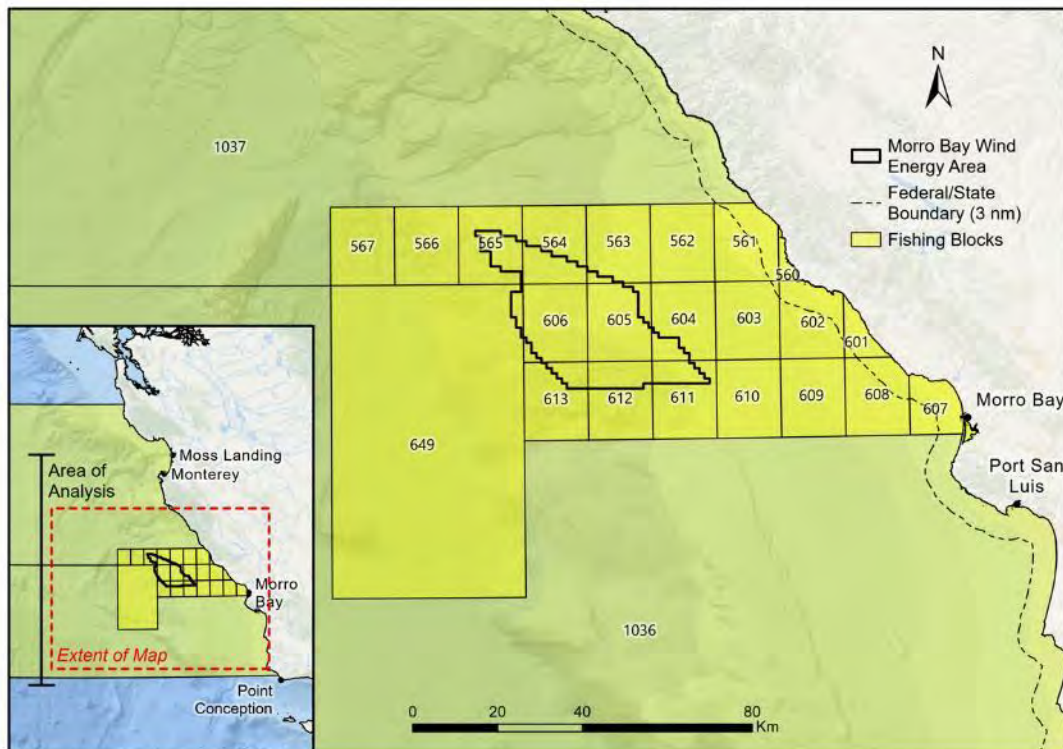 N
Morro Bay Wind
Energy Area
Federal/State
Boundary (3 nm)
Fishing Blocks
1037
567
566
565
564
563
562
561
560
606
605
604
603
602
601
613
612
611
610
609
608
607
Morro Bay
Port San
Luis
649
1036
Moss Landing
Monterey
Area of
Analysis
Morro
Bay
Extent of Map
Point
Conception
0
20
40
80
Km